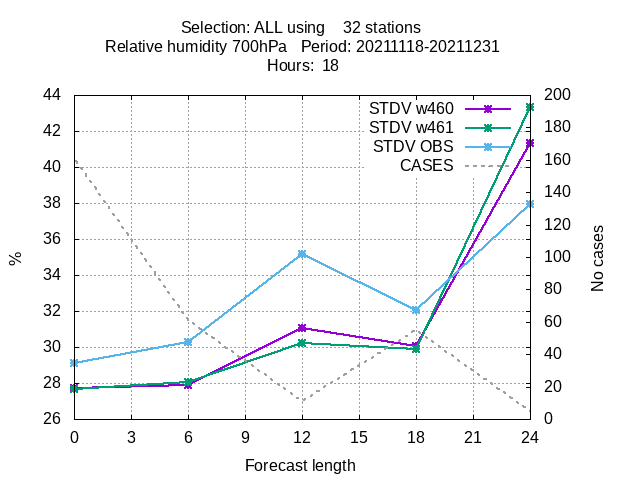 Selection: ALL using    32 stations
Relative humidity 700hPa   Period: 20211118-20211231
Hours:  18
44 200
42 180
40 160
38 140
36 120
34 100
32 80
30 60
28 40
26 20
0
STDV w460
STDV w461
STDV OBS
CASES
%
No cases
0 3 6 9 12 15 18 21 24
Forecast length